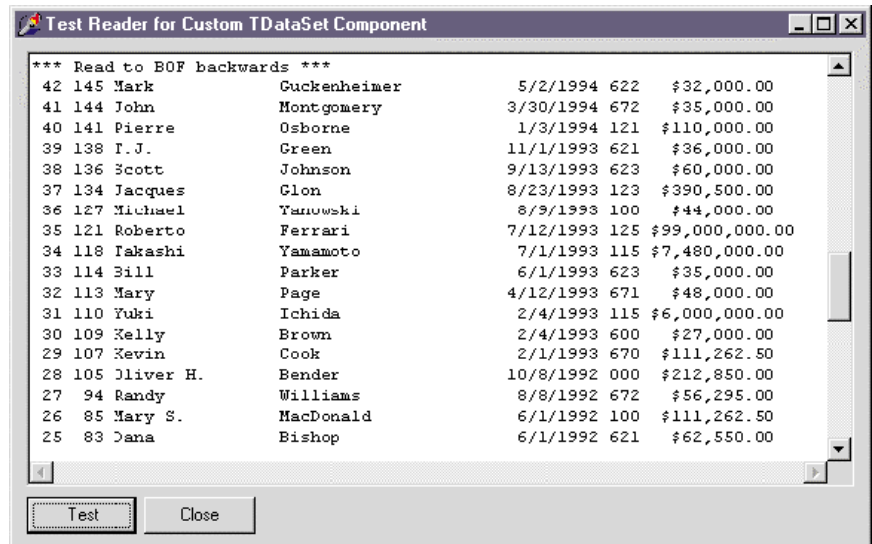 Test Reader for Custom TDataSet Component
*** Read to BOF backwards ***
42 145 Mark Guckenheimer 5/2/1994 622 $32,000.00
41 144 John Montgomery 3/30/1994 672 $35,000.00
40 141 Pierre Osborne 1/3/1994 121 $110,000.00
39 138 T.J. Green 11/1/1993 621 $36,000.00
38 136 Scott Johnson 9/13/1993 623 $60,000.00
37 134 Jacques Glon 8/23/1993 123 $390,500.00
36 127 Michael Yanowski 8/9/1993 100 $44,000.00
35 121 Roberto Ferrari 7/12/1993 125 $99,000,000.00
34 118 Takashi Yamamoto 7/1/1993 115 $7,480,000.00
33 114 Bill Parker 6/1/1993 623 $35,000.00
32 113 Mary Page 4/12/1993 671 $48,000.00
31 110 Yuki Ichida 2/4/1993 115 $6,000,000.00
30 109 Kelly Brown 2/4/1993 600 $27,000.00
29 107 Kevin Cook 2/1/1993 670 $111,262.50
28 105 Oliver H. Bender 10/8/1992 000 $212,850.00
27 94 Randy Williams 8/8/1992 672 $56,295.00
26 85 Mary S. MacDonald 6/1/1992 100 $111,262.50
25 83 Dana Bishop 6/1/1992 621 $62,550.00
Test Close